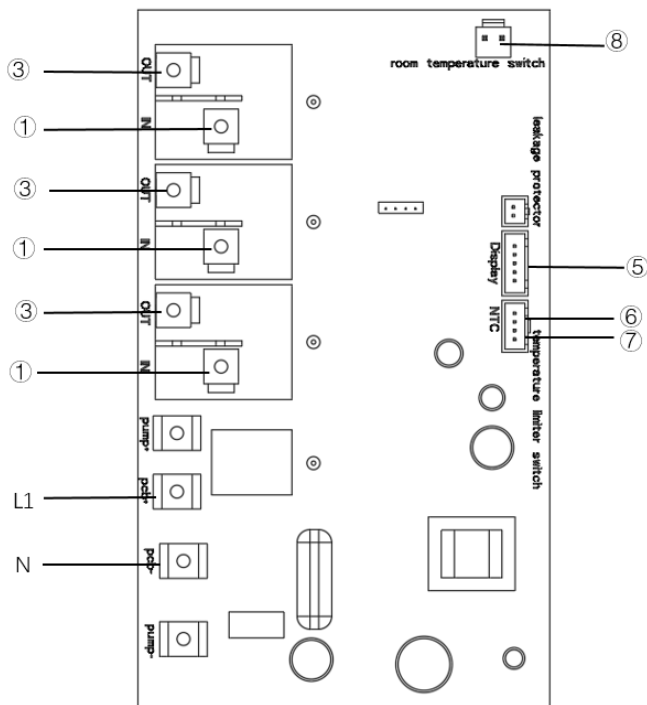 ⑧
room temperature switch
③
OUT
①
IN
leakage protector
③
OUT
①
IN
Display
⑤
③
OUT
NTC
⑥
⑦
temperature limiter switch
①
IN
pump+
L1
pcb+
N
pcb-
pump-